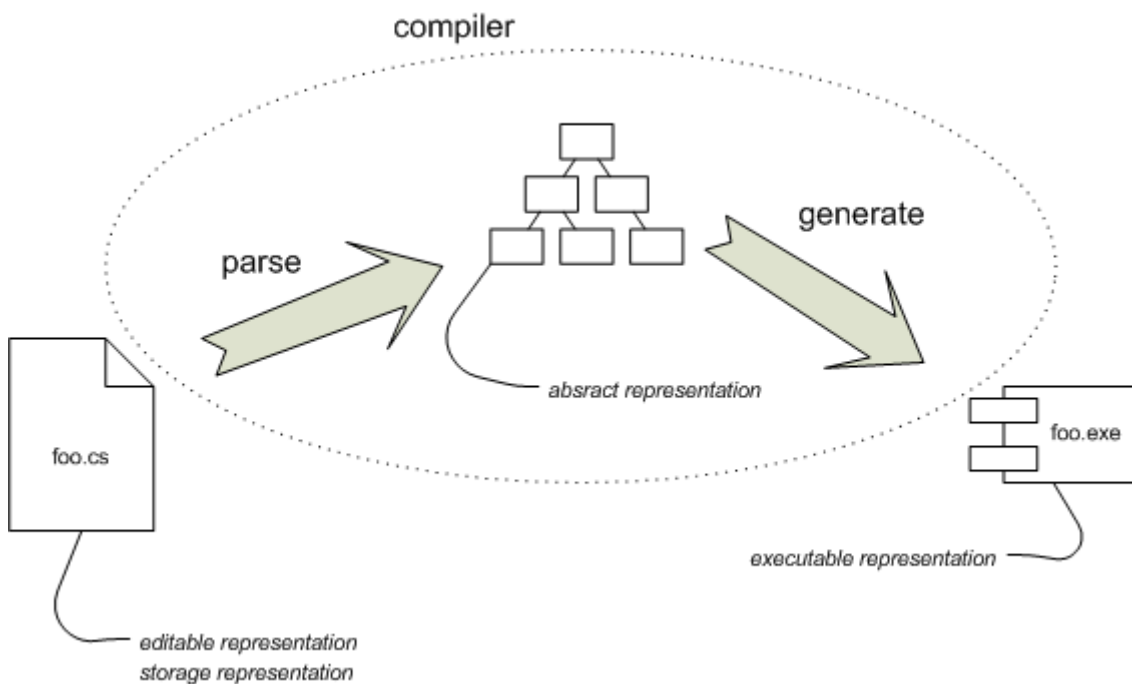 compiler
generate
parse
absract representation
foo.cs
foo.exe
executable representation
editable representation
storage representation